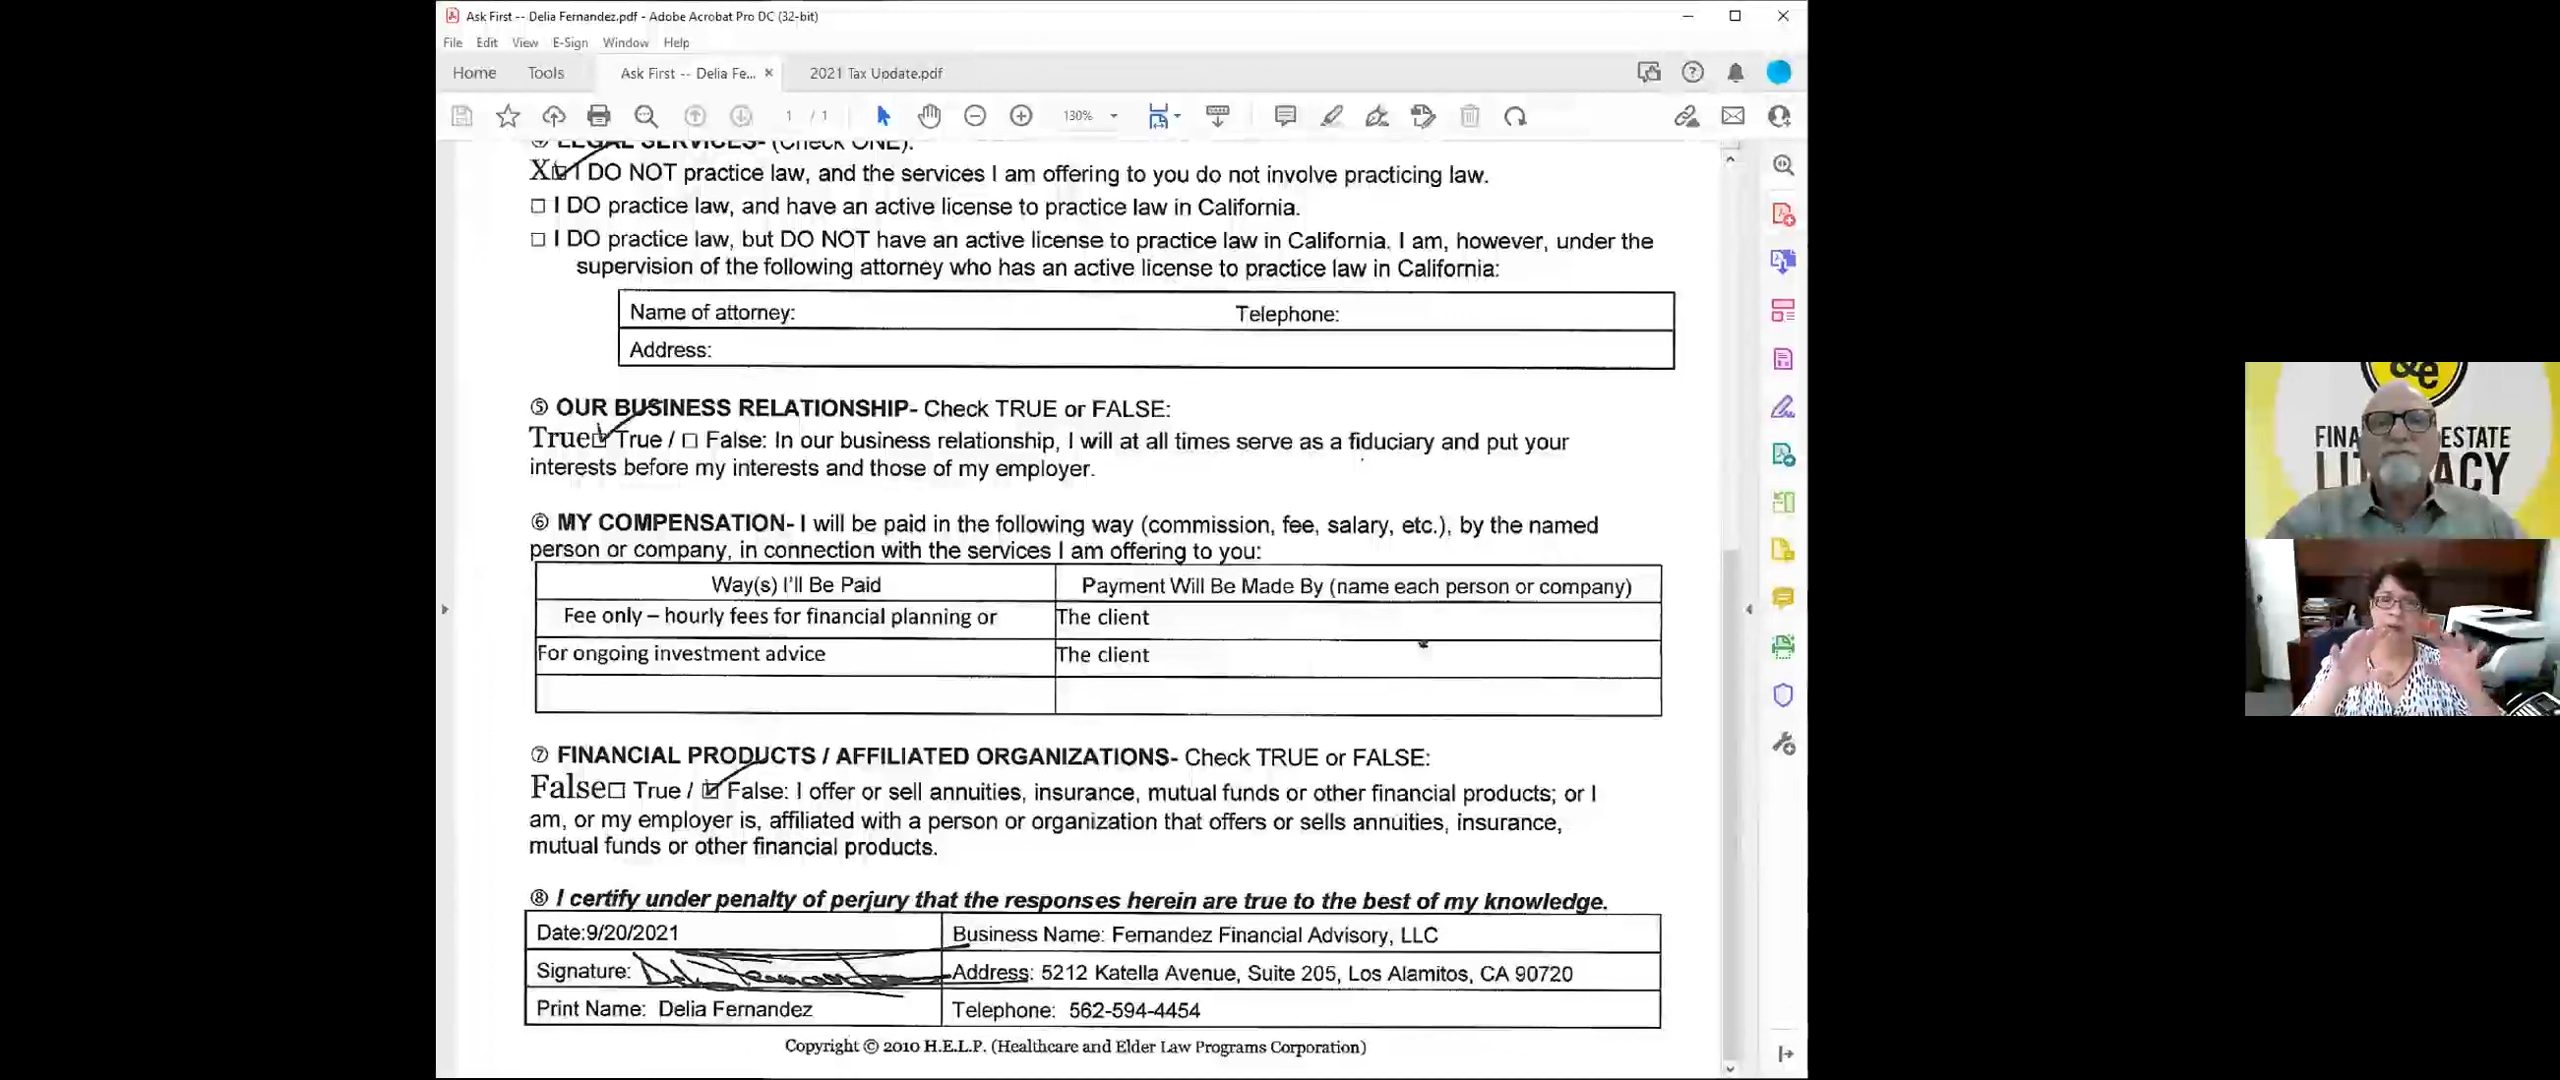 Ask First -- Delia Fernandez.pdf - Adobe Acrobat Pro DC (32-bit)
File Edit View E-Sign Window Help
Home Tools Ask First -- Delia Fe... × 2021 Tax Update.pdf
1 / 1 130%
④ LEGAL SERVICES- (Check ONE):
X I DO NOT practice law, and the services I am offering to you do not involve practicing law.
I DO practice law, and have an active license to practice law in California.
I DO practice law, but DO NOT have an active license to practice law in California. I am, however, under the
supervision of the following attorney who has an active license to practice law in California:
Name of attorney: Telephone:
Address:
⑤ OUR BUSINESS RELATIONSHIP- Check TRUE or FALSE:
True True / False: In our business relationship, I will at all times serve as a fiduciary and put your
interests before my interests and those of my employer.
⑥ MY COMPENSATION- I will be paid in the following way (commission, fee, salary, etc.), by the named
person or company, in connection with the services I am offering to you:
Way(s) I'll Be Paid Payment Will Be Made By (name each person or company)
Fee only – hourly fees for financial planning or The client
For ongoing investment advice The client
⑦ FINANCIAL PRODUCTS / AFFILIATED ORGANIZATIONS- Check TRUE or FALSE:
False True / False: I offer or sell annuities, insurance, mutual funds or other financial products; or I
am, or my employer is, affiliated with a person or organization that offers or sells annuities, insurance,
mutual funds or other financial products.
⑧ I certify under penalty of perjury that the responses herein are true to the best of my knowledge.
Date:9/20/2021 Business Name: Fernandez Financial Advisory, LLC
Signature: Address: 5212 Katella Avenue, Suite 205, Los Alamitos, CA 90720
Print Name: Delia Fernandez Telephone: 562-594-4454
Copyright © 2010 H.E.L.P. (Healthcare and Elder Law Programs Corporation)
&e
ESTATE